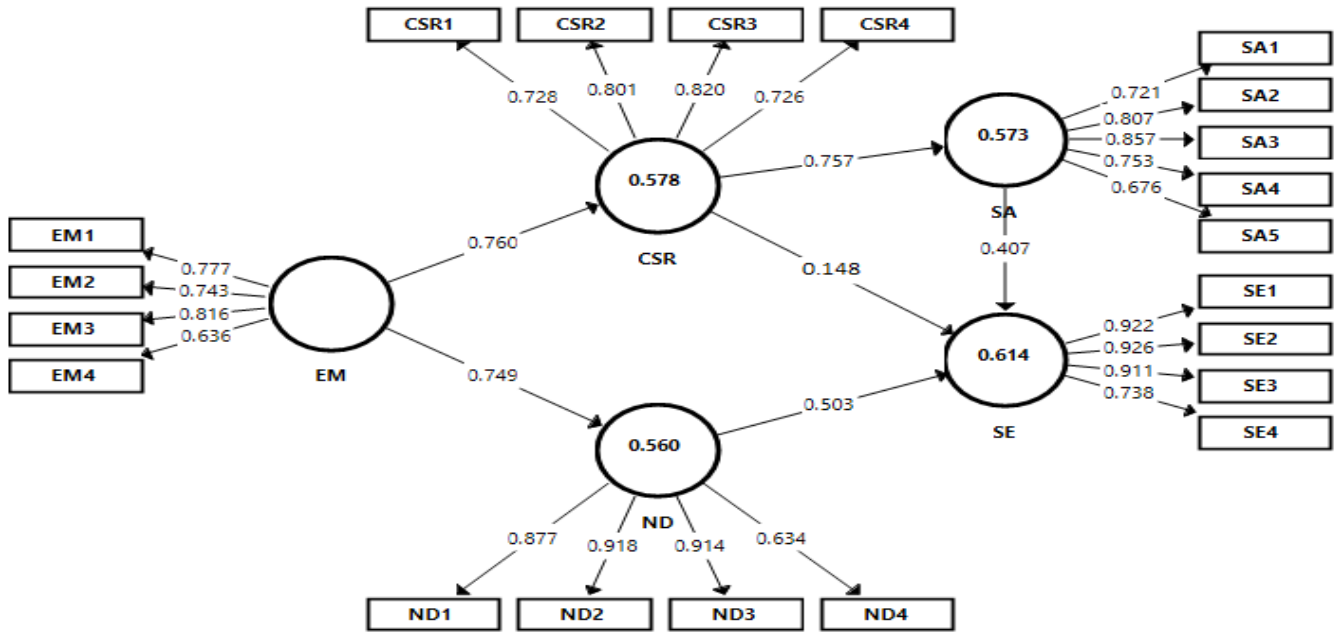 CSR1 CSR2 CSR3 CSR4
0.728 0.801 0.820 0.726
SA1
SA2
SA3
SA4
SA5
0.721
0.807
0.857
0.753
0.676
0.573
SA
0.578
CSR
0.757
0.760
0.148
0.407
EM1
EM2
EM3
EM4
0.777
0.743
0.816
0.636
EM
0.749
0.503
SE1
SE2
SE3
SE4
0.922
0.926
0.911
0.738
0.614
SE
0.560
ND
0.877 0.918 0.914 0.634
ND1 ND2 ND3 ND4